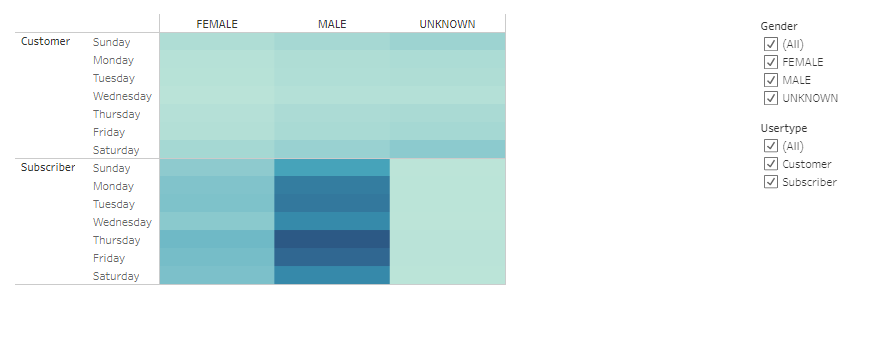 FEMALE MALE UNKNOWN
Customer Sunday
Monday
Tuesday
Wednesday
Thursday
Friday
Saturday
Subscriber Sunday
Monday
Tuesday
Wednesday
Thursday
Friday
Saturday
Gender
(All)
FEMALE
MALE
UNKNOWN
Usertype
(All)
Customer
Subscriber